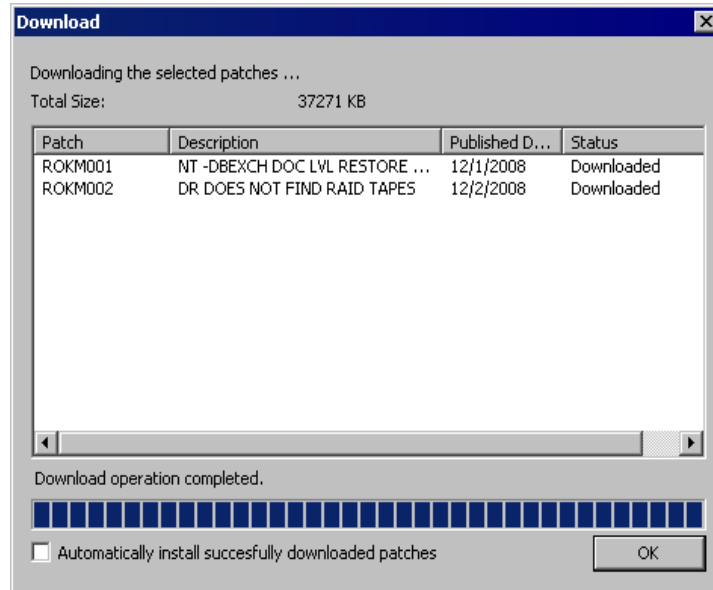 Download
Downloading the selected patches ...
Total Size: 37271 KB
Patch Description Published D... Status
ROKM001 NT -DBEXCH DOC LVL RESTORE ... 12/1/2008 Downloaded
ROKM002 DR DOES NOT FIND RAID TAPES 12/2/2008 Downloaded
Download operation completed.
Automatically install succesfully downloaded patches OK